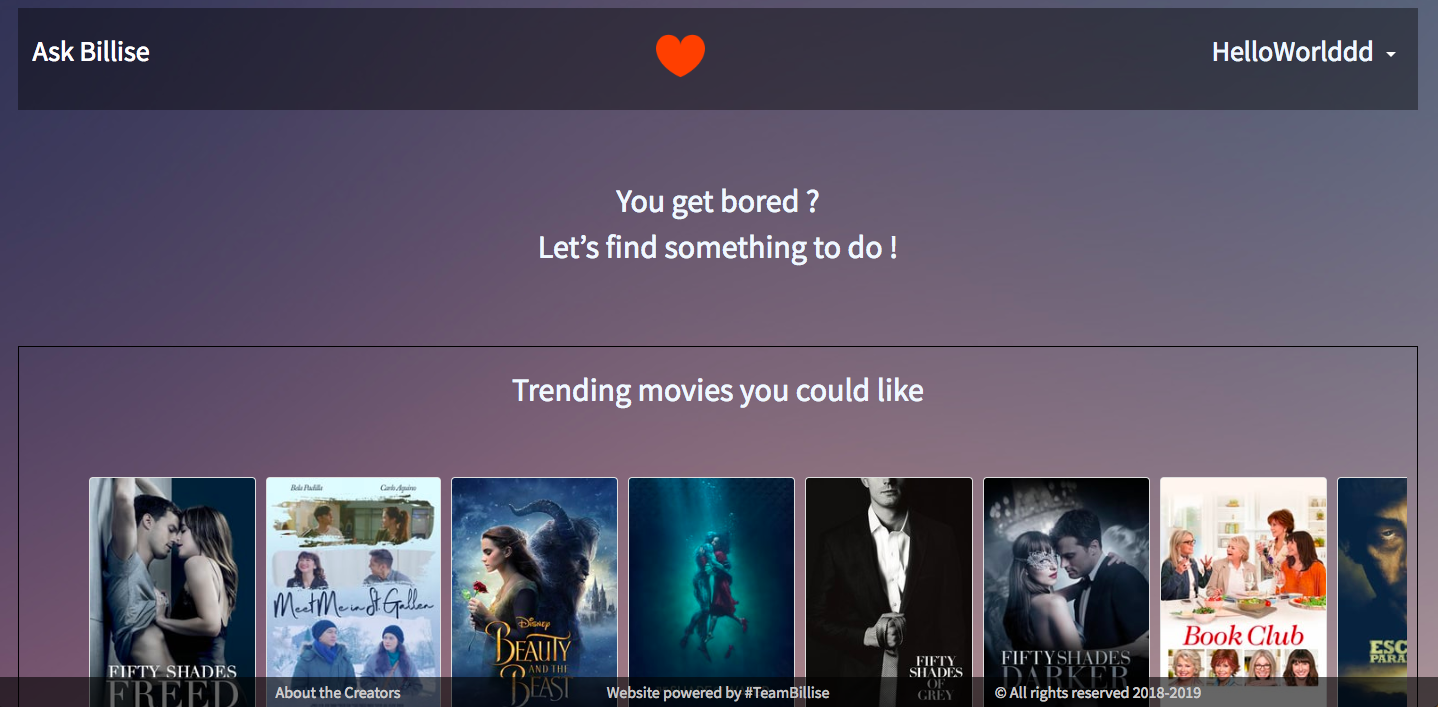 Ask Billise
HelloWorlddd
You get bored ?
Let’s find something to do !
Trending movies you could like
FIFTY SHADES
FREED
Bela Padilla Carlo Aquino
Meet Me in St. Gallen
Disney
BEAUTY
AND THE
BEAST
FIFTY
SHADES
OF
GREY
FIFTY SHADES
DARKER
Book Club
ESC
PARA
About the Creators
Website powered by #TeamBillise
© All rights reserved 2018-2019